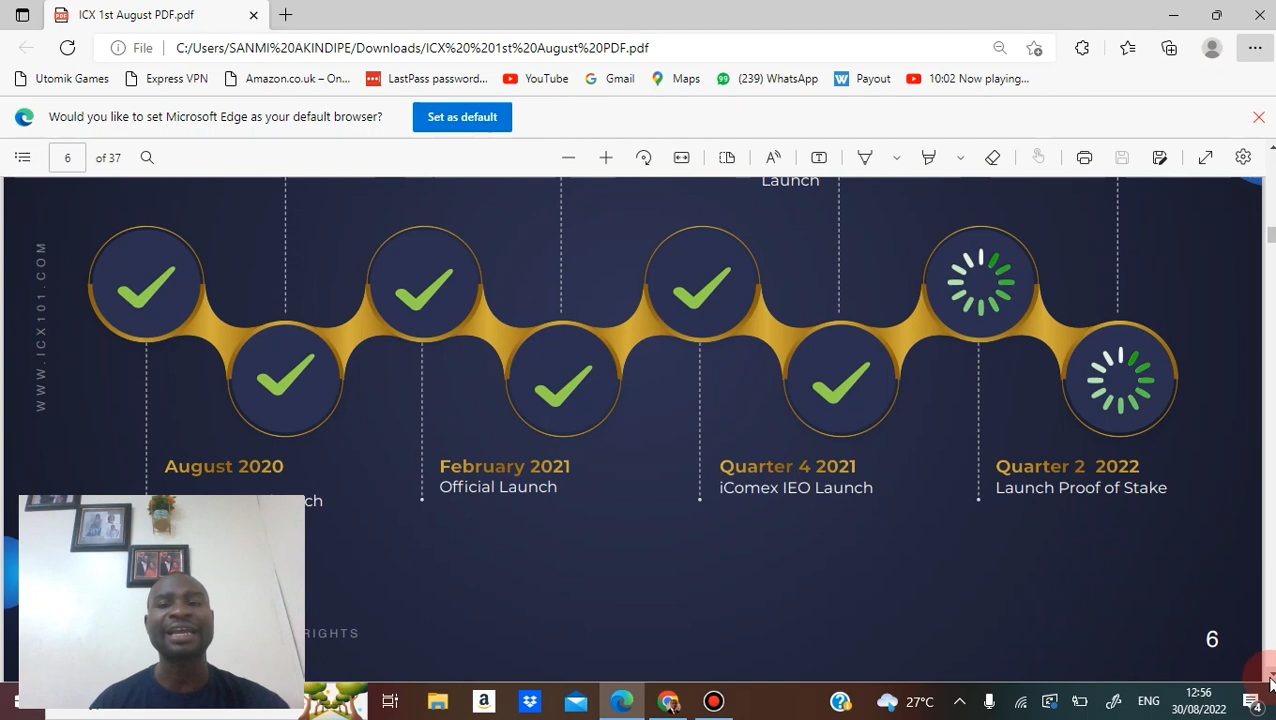 ICX 1st August PDF.pdf
File
C:/Users/SANMI%20AKINDIPE/Downloads/ICX%20%201st%20August%20PDF.pdf
Utomik Games
Express VPN
Amazon.co.uk – On...
LastPass password...
YouTube
Gmail
Maps
(239) WhatsApp
Payout
10:02 Now playing...
Would you like to set Microsoft Edge as your default browser?
Set as default
6
of 37
Launch
WWW.ICX101.COM
August 2020
February 2021
Official Launch
Quarter 4 2021
iComex IEO Launch
Quarter 2 2022
Launch Proof of Stake
RIGHTS
6
27°C
ENG
12:56
30/08/2022
4